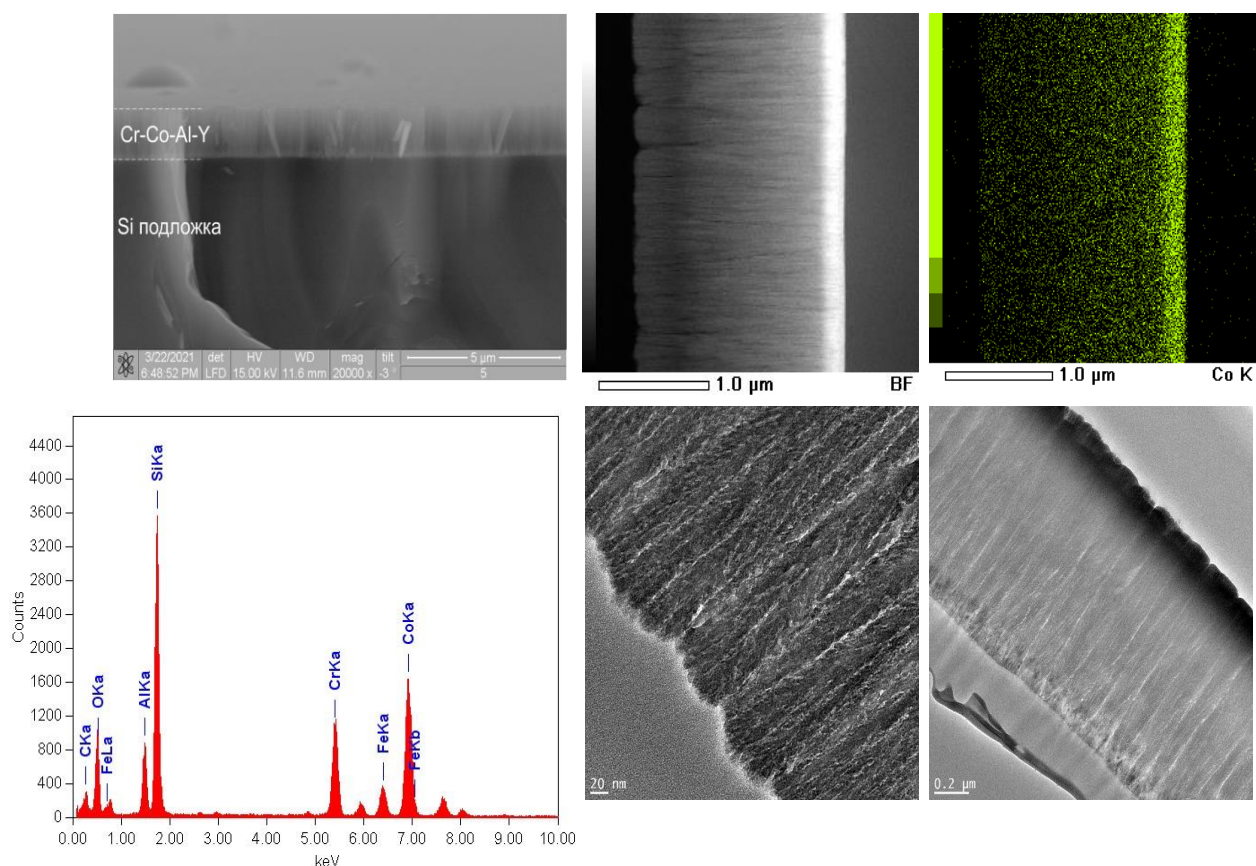 Cr-Co-Al-Y
Si подложка
3/22/2021 det HV WD mag tilt 5 µm
6:48:52 PM LFD 15.00 kV 11.6 mm 20000 x -3 ° 5
1.0 µm BF
1.0 µm Co K
Counts
4400
4000
3600
3200
2800
2400
2000
1600
1200
800
400
0
CKa
OKa
FeLa
AlKa
SiKa
CrKa
FeKa
CoKa
FeKb
0.00 1.00 2.00 3.00 4.00 5.00 6.00 7.00 8.00 9.00 10.00
keV
20 nm
0.2 µm